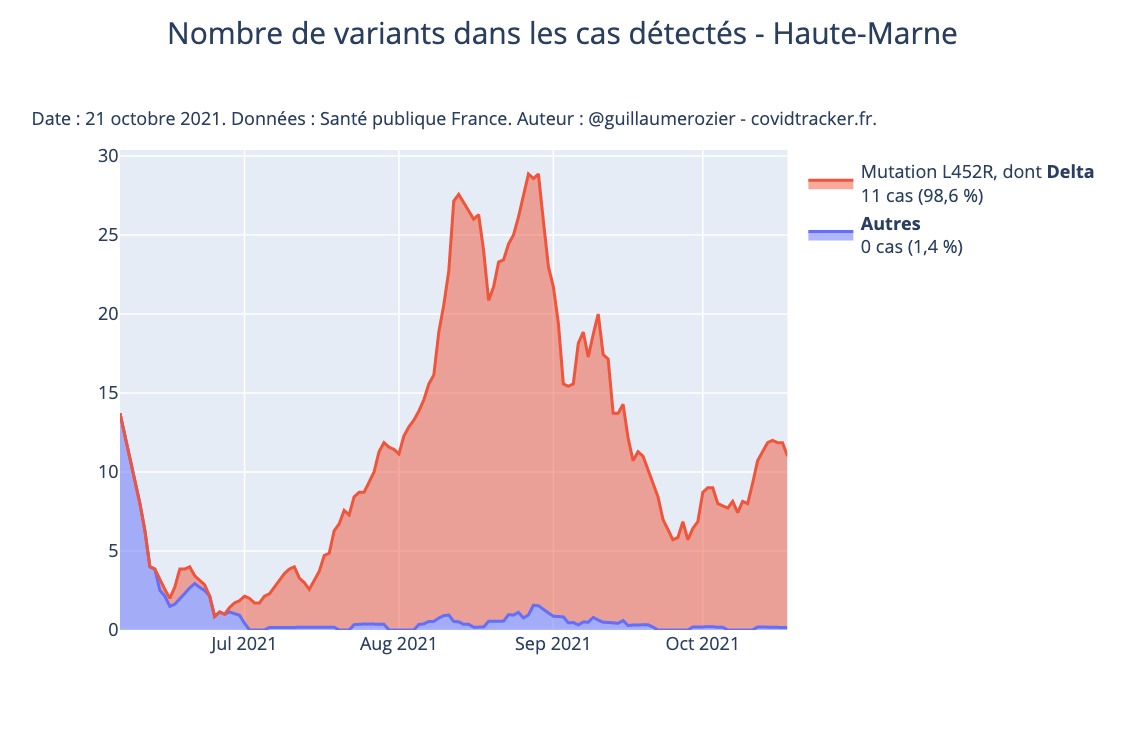 Nombre de variants dans les cas détectés - Haute-Marne
Date : 21 octobre 2021. Données : Santé publique France. Auteur : @guillaumerozier - covidtracker.fr.
30
25
20
15
10
5
0
Jul 2021
Aug 2021
Sep 2021
Oct 2021
Mutation L452R, dont Delta
11 cas (98,6 %)
Autres
0 cas (1,4 %)